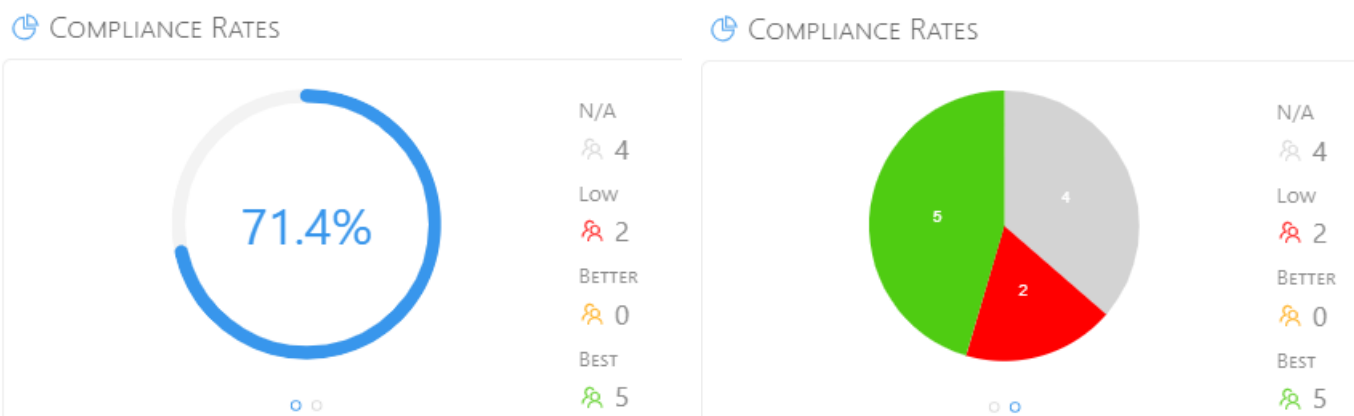 Compliance Rates
71.4%
N/A
4
Low
2
Better
0
Best
5
Compliance Rates
5
4
2
N/A
4
Low
2
Better
0
Best
5